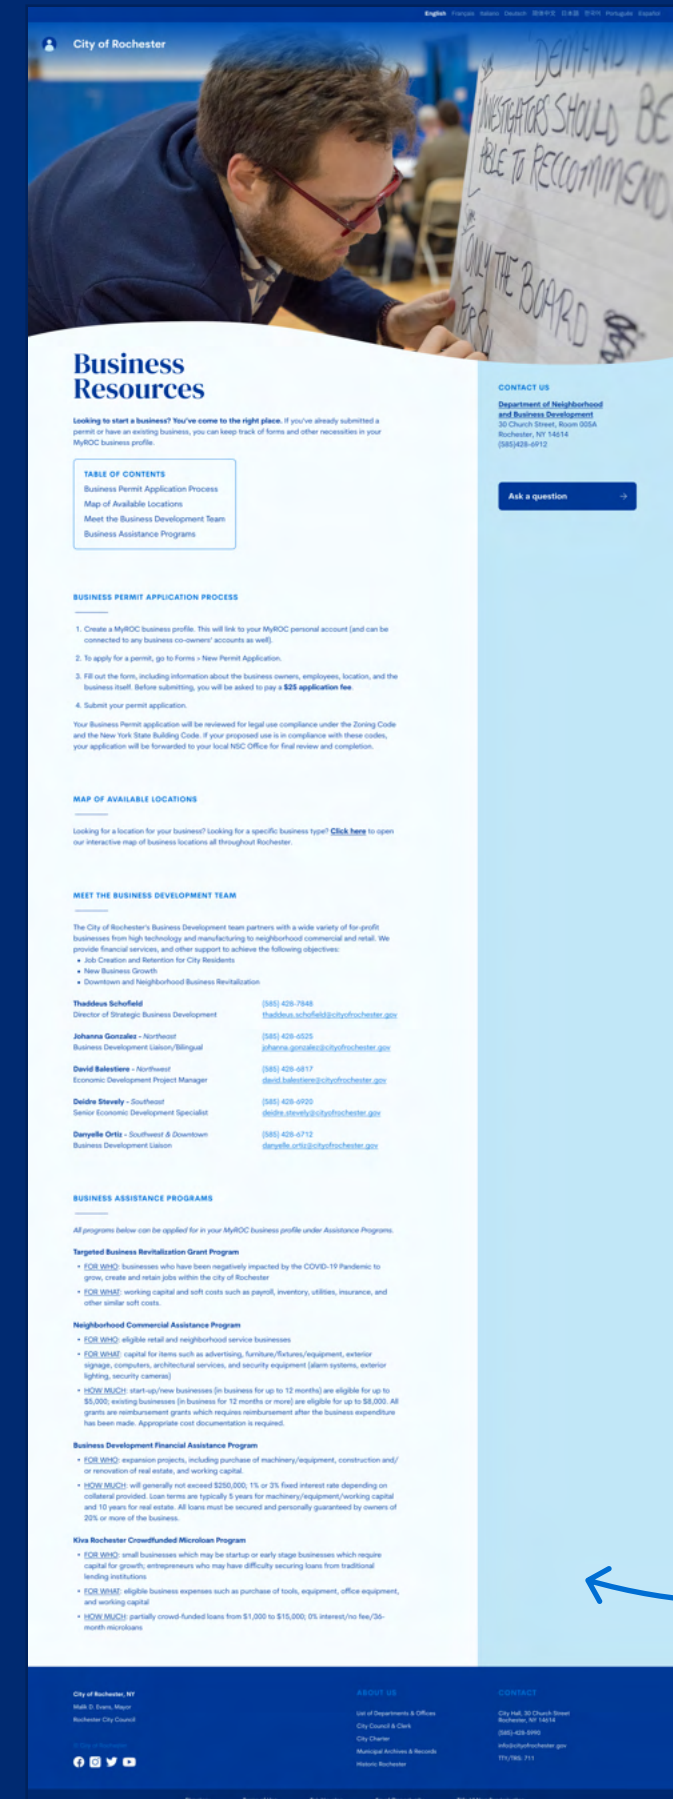 English Français Italiano Deutsch 简体中文 日本語 한국어 Português Español
City of Rochester
DEMAND
INVESTIGATORS SHOULD BE
ABLE TO RECCOMMEND
ONLY THE BOARD
Business
Resources
Looking to start a business? You've come to the right place. If you've already submitted a
permit or have an existing business, you can keep track of forms and other necessities in your
MyROC business profile.
TABLE OF CONTENTS
Business Permit Application Process
Map of Available Locations
Meet the Business Development Team
Business Assistance Programs
CONTACT US
Department of Neighborhood
and Business Development
30 Church Street, Room 005A
Rochester, NY 14614
(585)428-6912
Ask a question →
BUSINESS PERMIT APPLICATION PROCESS
1. Create a MyROC business profile. This will link to your MyROC personal account (and can be
connected to any business co-owners' accounts as well).
2. To apply for a permit, go to Forms > New Permit Application.
3. Fill out the form, including information about the business owners, employees, location, and the
business itself. Before submitting, you will be asked to pay a $25 application fee.
4. Submit your permit application.
Your Business Permit application will be reviewed for legal use compliance under the Zoning Code
and the New York State Building Code. If your proposed use is in compliance with these codes,
your application will be forwarded to your local NSC Office for final review and completion.
MAP OF AVAILABLE LOCATIONS
Looking for a location for your business? Looking for a specific business type? Click here to open
our interactive map of business locations all throughout Rochester.
MEET THE BUSINESS DEVELOPMENT TEAM
The City of Rochester's Business Development team partners with a wide variety of for-profit
businesses from high technology and manufacturing to neighborhood commercial and retail. We
provide financial services, and other support to achieve the following objectives:
• Job Creation and Retention for City Residents
• New Business Growth
• Downtown and Neighborhood Business Revitalization
Thaddeus Schofield (585) 428-7848
Director of Strategic Business Development thaddeus.schofield@cityofrochester.gov
Johanna Gonzalez - Northeast (585) 428-6525
Business Development Liaison/Bilingual johanna.gonzalez@cityofrochester.gov
David Balestiere - Northwest (585) 428-6817
Economic Development Project Manager david.balestiere@cityofrochester.gov
Deidre Stevely - Southeast (585) 428-6920
Senior Economic Development Specialist deidre.stevely@cityofrochester.gov
Danyelle Ortiz - Southwest & Downtown (585) 428-6712
Business Development Liaison danyelle.ortiz@cityofrochester.gov
BUSINESS ASSISTANCE PROGRAMS
All programs below can be applied for in your MyROC business profile under Assistance Programs.
Targeted Business Revitalization Grant Program
• FOR WHO: businesses who have been negatively impacted by the COVID-19 Pandemic to
grow, create and retain jobs within the city of Rochester
• FOR WHAT: working capital and soft costs such as payroll, inventory, utilities, insurance, and
other similar soft costs.
Neighborhood Commercial Assistance Program
• FOR WHO: eligible retail and neighborhood service businesses
• FOR WHAT: capital for items such as advertising, furniture/fixtures/equipment, exterior
signage, computers, architectural services, and security equipment (alarm systems, exterior
lighting, security cameras)
• HOW MUCH: start-up/new businesses (in business for up to 12 months) are eligible for up to
$5,000; existing businesses (in business for 12 months or more) are eligible for up to $8,000. All
grants are reimbursement grants which requires reimbursement after the business expenditure
has been made. Appropriate cost documentation is required.
Business Development Financial Assistance Program
• FOR WHO: expansion projects, including purchase of machinery/equipment, construction and/
or renovation of real estate, and working capital.
• HOW MUCH: will generally not exceed $250,000; 1% or 3% fixed interest rate depending on
collateral provided. Loan terms are typically 5 years for machinery/equipment/working capital
and 10 years for real estate. All loans must be secured and personally guaranteed by owners of
20% or more of the business.
Kiva Rochester Crowdfunded Microloan Program
• FOR WHO: small businesses which may be startup or early stage businesses which require
capital for growth; entrepreneurs who may have difficulty securing loans from traditional
lending institutions
• FOR WHAT: eligible business expenses such as purchase of tools, equipment, office equipment,
and working capital
• HOW MUCH: partially crowd-funded loans from $1,000 to $15,000; 0% interest/no fee/36-
month microloans
City of Rochester, NY
Malik D. Evans, Mayor
Rochester City Council
© City of Rochester
ABOUT US
List of Departments & Offices
City Council & Clerk
City Charter
Municipal Archives & Records
Historic Rochester
CONTACT
City Hall, 30 Church Street
Rochester, NY 14614
(585)-428-5990
info@cityofrochester.gov
TTY/TRS: 711